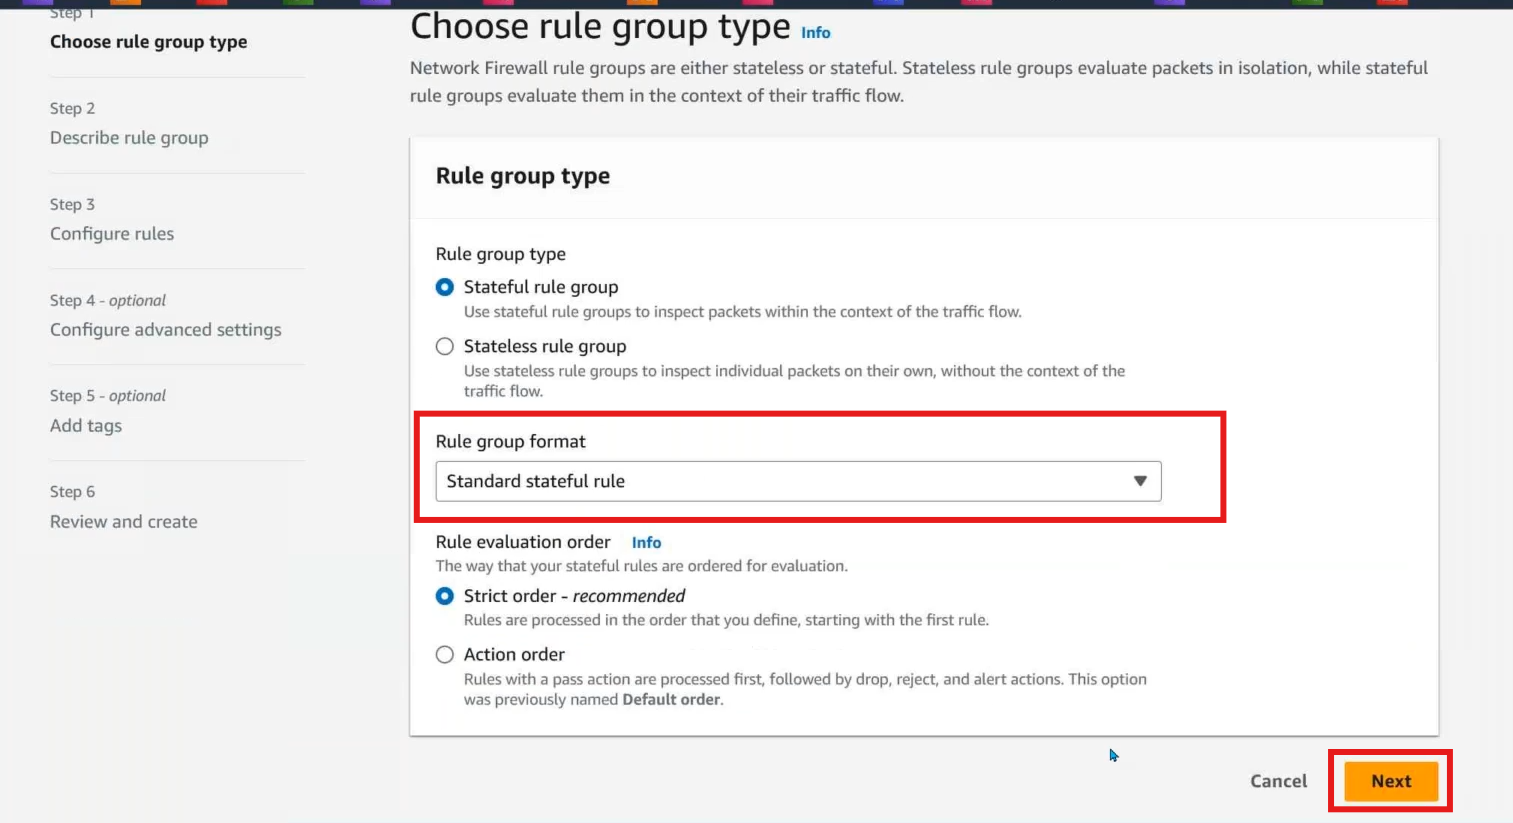 Step 1
Choose rule group type
Step 2
Describe rule group
Step 3
Configure rules
Step 4 - optional
Configure advanced settings
Step 5 - optional
Add tags
Step 6
Review and create
Choose rule group type Info
Network Firewall rule groups are either stateless or stateful. Stateless rule groups evaluate packets in isolation, while stateful
rule groups evaluate them in the context of their traffic flow.
Rule group type
Rule group type
Stateful rule group
Use stateful rule groups to inspect packets within the context of the traffic flow.
Stateless rule group
Use stateless rule groups to inspect individual packets on their own, without the context of the
traffic flow.
Rule group format
Standard stateful rule
Rule evaluation order Info
The way that your stateful rules are ordered for evaluation.
Strict order - recommended
Rules are processed in the order that you define, starting with the first rule.
Action order
Rules with a pass action are processed first, followed by drop, reject, and alert actions. This option
was previously named Default order.
Cancel
Next